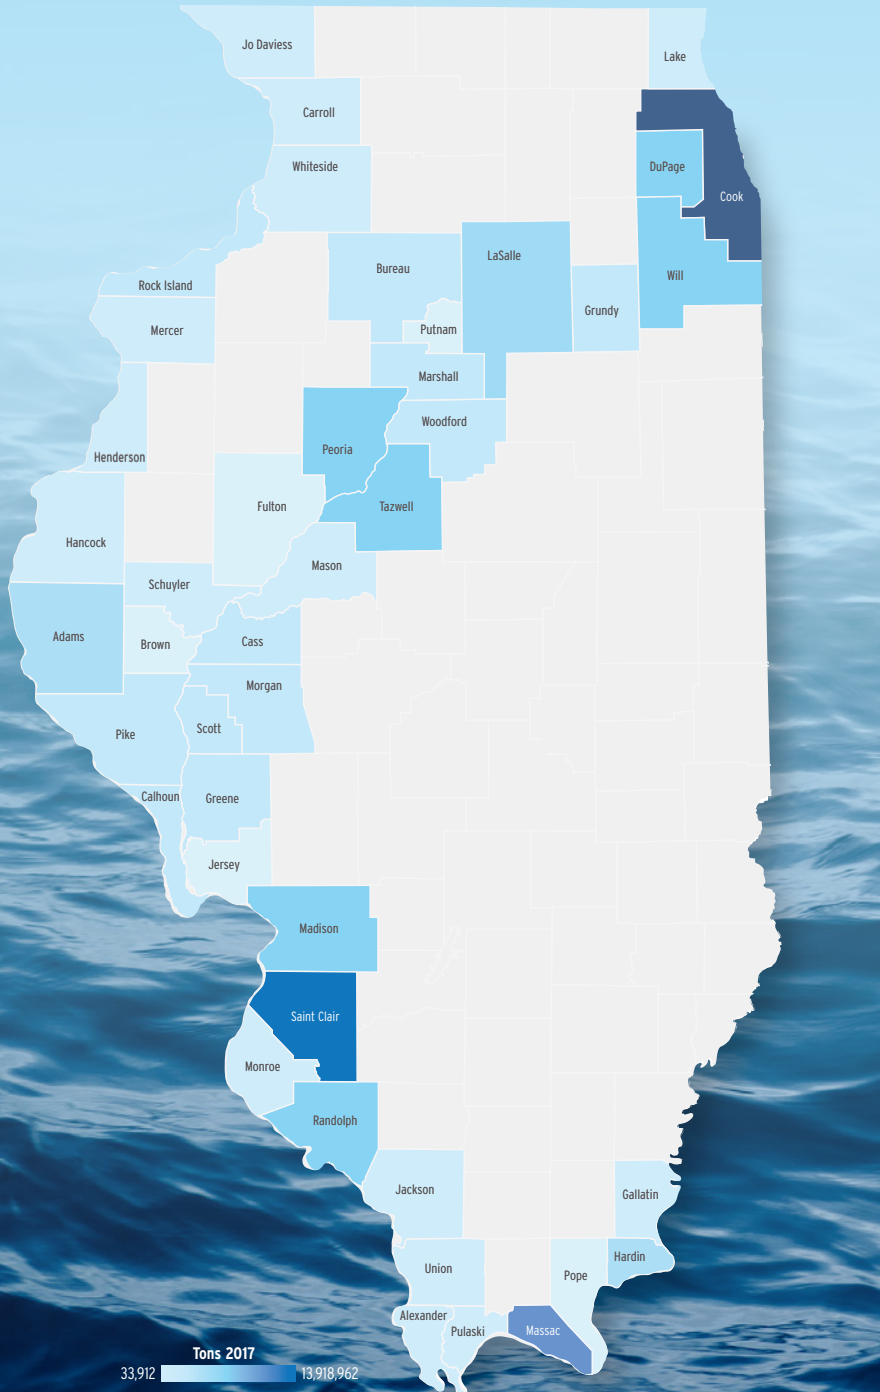 Jo Daviess
Lake
Carroll
Whiteside
DuPage
Cook
LaSalle
Bureau
Will
Rock Island
Grundy
Mercer
Putnam
Marshall
Woodford
Peoria
Henderson
Fulton
Tazwell
Hancock
Mason
Schuyler
Adams
Brown
Cass
Morgan
Scott
Pike
Calhoun
Greene
Jersey
Madison
Saint Clair
Monroe
Randolph
Jackson
Gallatin
Hardin
Union
Pope
Alexander
Pulaski
Massac
Tons 2017
33,912 13,918,962